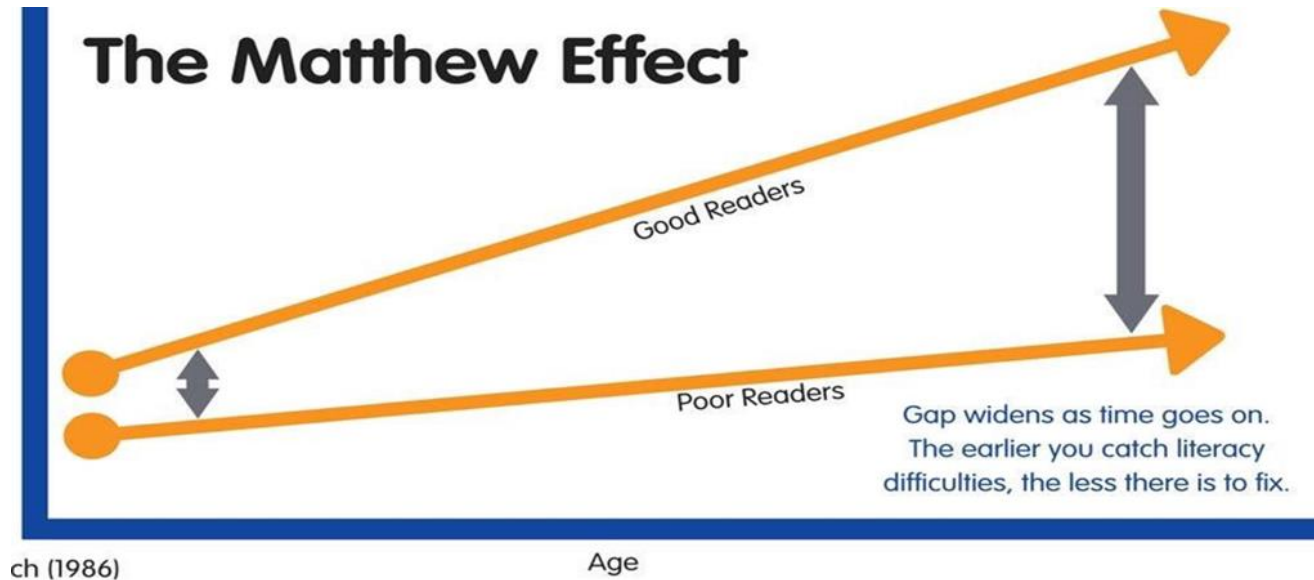 The Matthew Effect
Good Readers
Poor Readers
Gap widens as time goes on.
The earlier you catch literacy
difficulties, the less there is to fix.
Age
ch (1986)